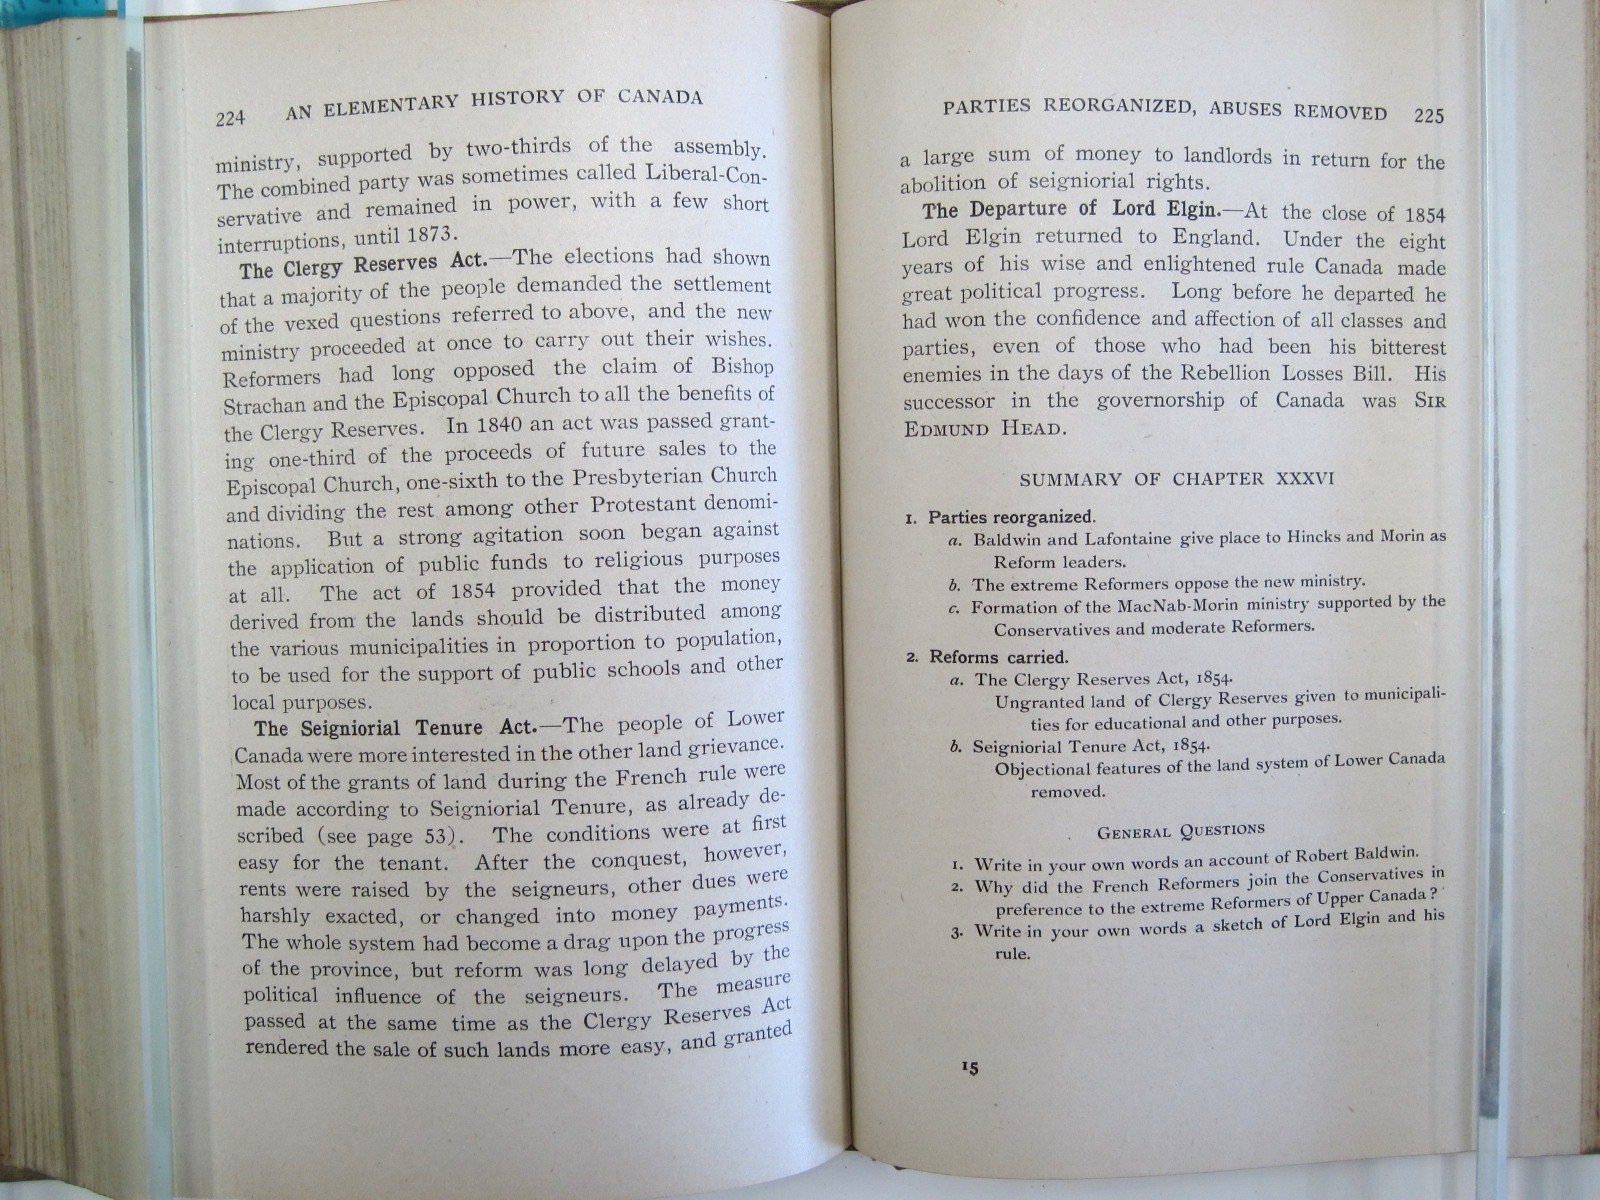 224 AN ELEMENTARY HISTORY OF CANADA
ministry, supported by two-thirds of the assembly.
The combined party was sometimes called Liberal-Con-
servative and remained in power, with a few short
interruptions, until 1873.
The Clergy Reserves Act.—The elections had shown
that a majority of the people demanded the settlement
of the vexed questions referred to above, and the new
ministry proceeded at once to carry out their wishes.
Reformers had long opposed the claim of Bishop
Strachan and the Episcopal Church to all the benefits of
the Clergy Reserves. In 1840 an act was passed grant-
ing one-third of the proceeds of future sales to the
Episcopal Church, one-sixth to the Presbyterian Church
and dividing the rest among other Protestant denomi-
nations. But a strong agitation soon began against
the application of public funds to religious purposes
at all. The act of 1854 provided that the money
derived from the lands should be distributed among
the various municipalities in proportion to population,
to be used for the support of public schools and other
local purposes.
The Seigniorial Tenure Act.—The people of Lower
Canada were more interested in the other land grievance.
Most of the grants of land during the French rule were
made according to Seigniorial Tenure, as already de-
scribed (see page 53). The conditions were at first
easy for the tenant. After the conquest, however,
rents were raised by the seigneurs, other dues were
harshly exacted, or changed into money payments.
The whole system had become a drag upon the progress
of the province, but reform was long delayed by the
political influence of the seigneurs. The measure
passed at the same time as the Clergy Reserves Act
rendered the sale of such lands more easy, and granted
PARTIES REORGANIZED, ABUSES REMOVED 225
a large sum of money to landlords in return for the
abolition of seigniorial rights.
The Departure of Lord Elgin.—At the close of 1854
Lord Elgin returned to England. Under the eight
years of his wise and enlightened rule Canada made
great political progress. Long before he departed he
had won the confidence and affection of all classes and
parties, even of those who had been his bitterest
enemies in the days of the Rebellion Losses Bill. His
successor in the governorship of Canada was SIR
EDMUND HEAD.
SUMMARY OF CHAPTER XXXVI
1. Parties reorganized.
a. Baldwin and Lafontaine give place to Hincks and Morin as
Reform leaders.
b. The extreme Reformers oppose the new ministry.
c. Formation of the MacNab-Morin ministry supported by the
Conservatives and moderate Reformers.
2. Reforms carried.
a. The Clergy Reserves Act, 1854.
Ungranted land of Clergy Reserves given to municipali-
ties for educational and other purposes.
b. Seigniorial Tenure Act, 1854.
Objectional features of the land system of Lower Canada
removed.
GENERAL QUESTIONS
1. Write in your own words an account of Robert Baldwin.
2. Why did the French Reformers join the Conservatives in
preference to the extreme Reformers of Upper Canada?
3. Write in your own words a sketch of Lord Elgin and his
rule.
15